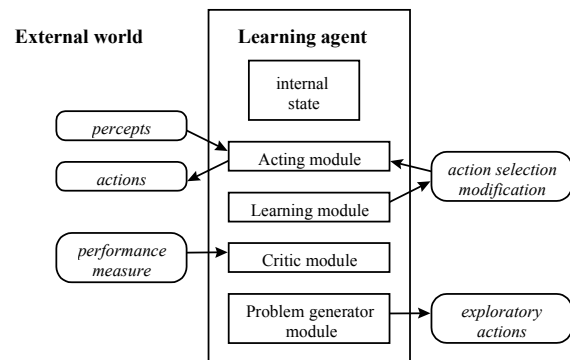 External world
Learning agent
internal
state
percepts
Acting module
actions
action selection
modification
Learning module
performance
measure
Critic module
Problem generator
module
exploratory
actions